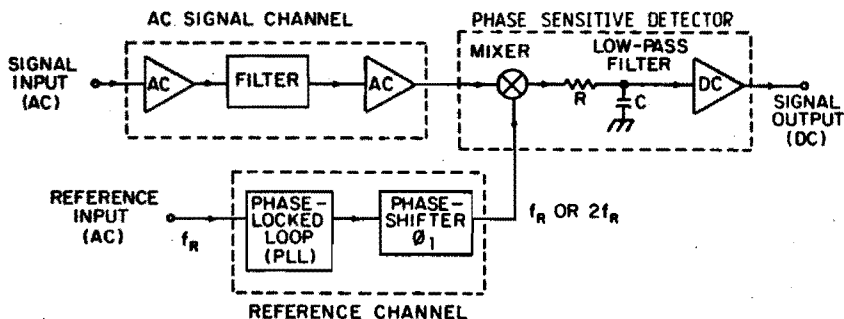 AC SIGNAL CHANNEL
PHASE SENSITIVE DETECTOR
SIGNAL
INPUT
(AC)
AC
FILTER
AC
MIXER
LOW-PASS
FILTER
R
C
DC
SIGNAL
OUTPUT
(DC)
REFERENCE
INPUT
(AC)
fR
PHASE-
LOCKED
LOOP
(PLL)
PHASE-
SHIFTER
Ø1
fR OR 2fR
REFERENCE CHANNEL